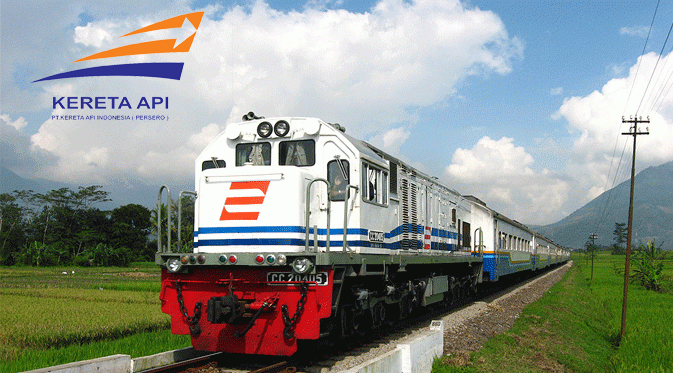 KERETA API
PT.KERETA API INDONESIA ( PERSERO )
CC 20405